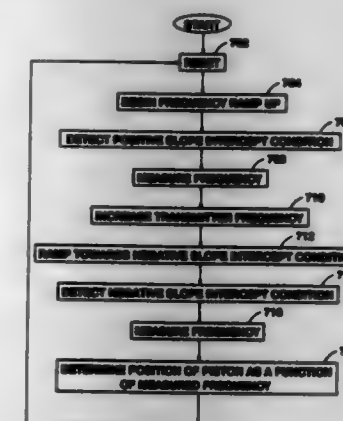 START
702
RESET
704
BEGIN FREQUENCY RAMP UP
DETECT POSITIVE SLOPE INTERCEPT CONDITION
708
MEASURE FREQUENCY
710
INCREASE TRANSMITTER FREQUENCY
712
RAMP TOWARDS NEGATIVE SLOPE INTERCEPT
DETECT NEGATIVE SLOPE INTERCEPT CONDITION
716
MEASURE FREQUENCY
DETERMINE POSITION OF PISTON AS A FUNCTION
OF MEASURED FREQUENCY